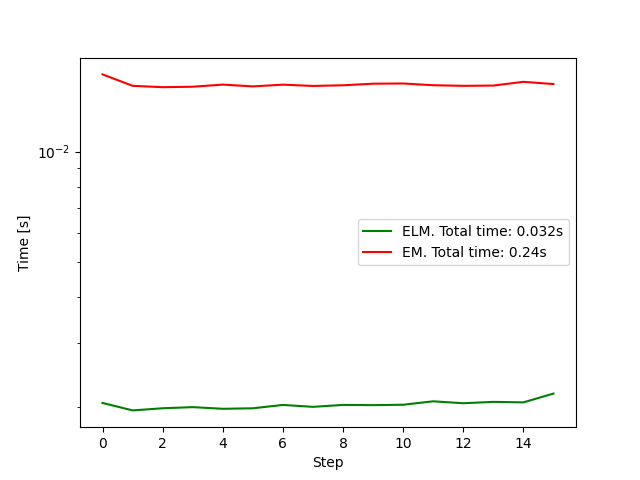 Time [s]
10⁻²
ELM. Total time: 0.032s
EM. Total time: 0.24s
0 2 4 6 8 10 12 14
Step